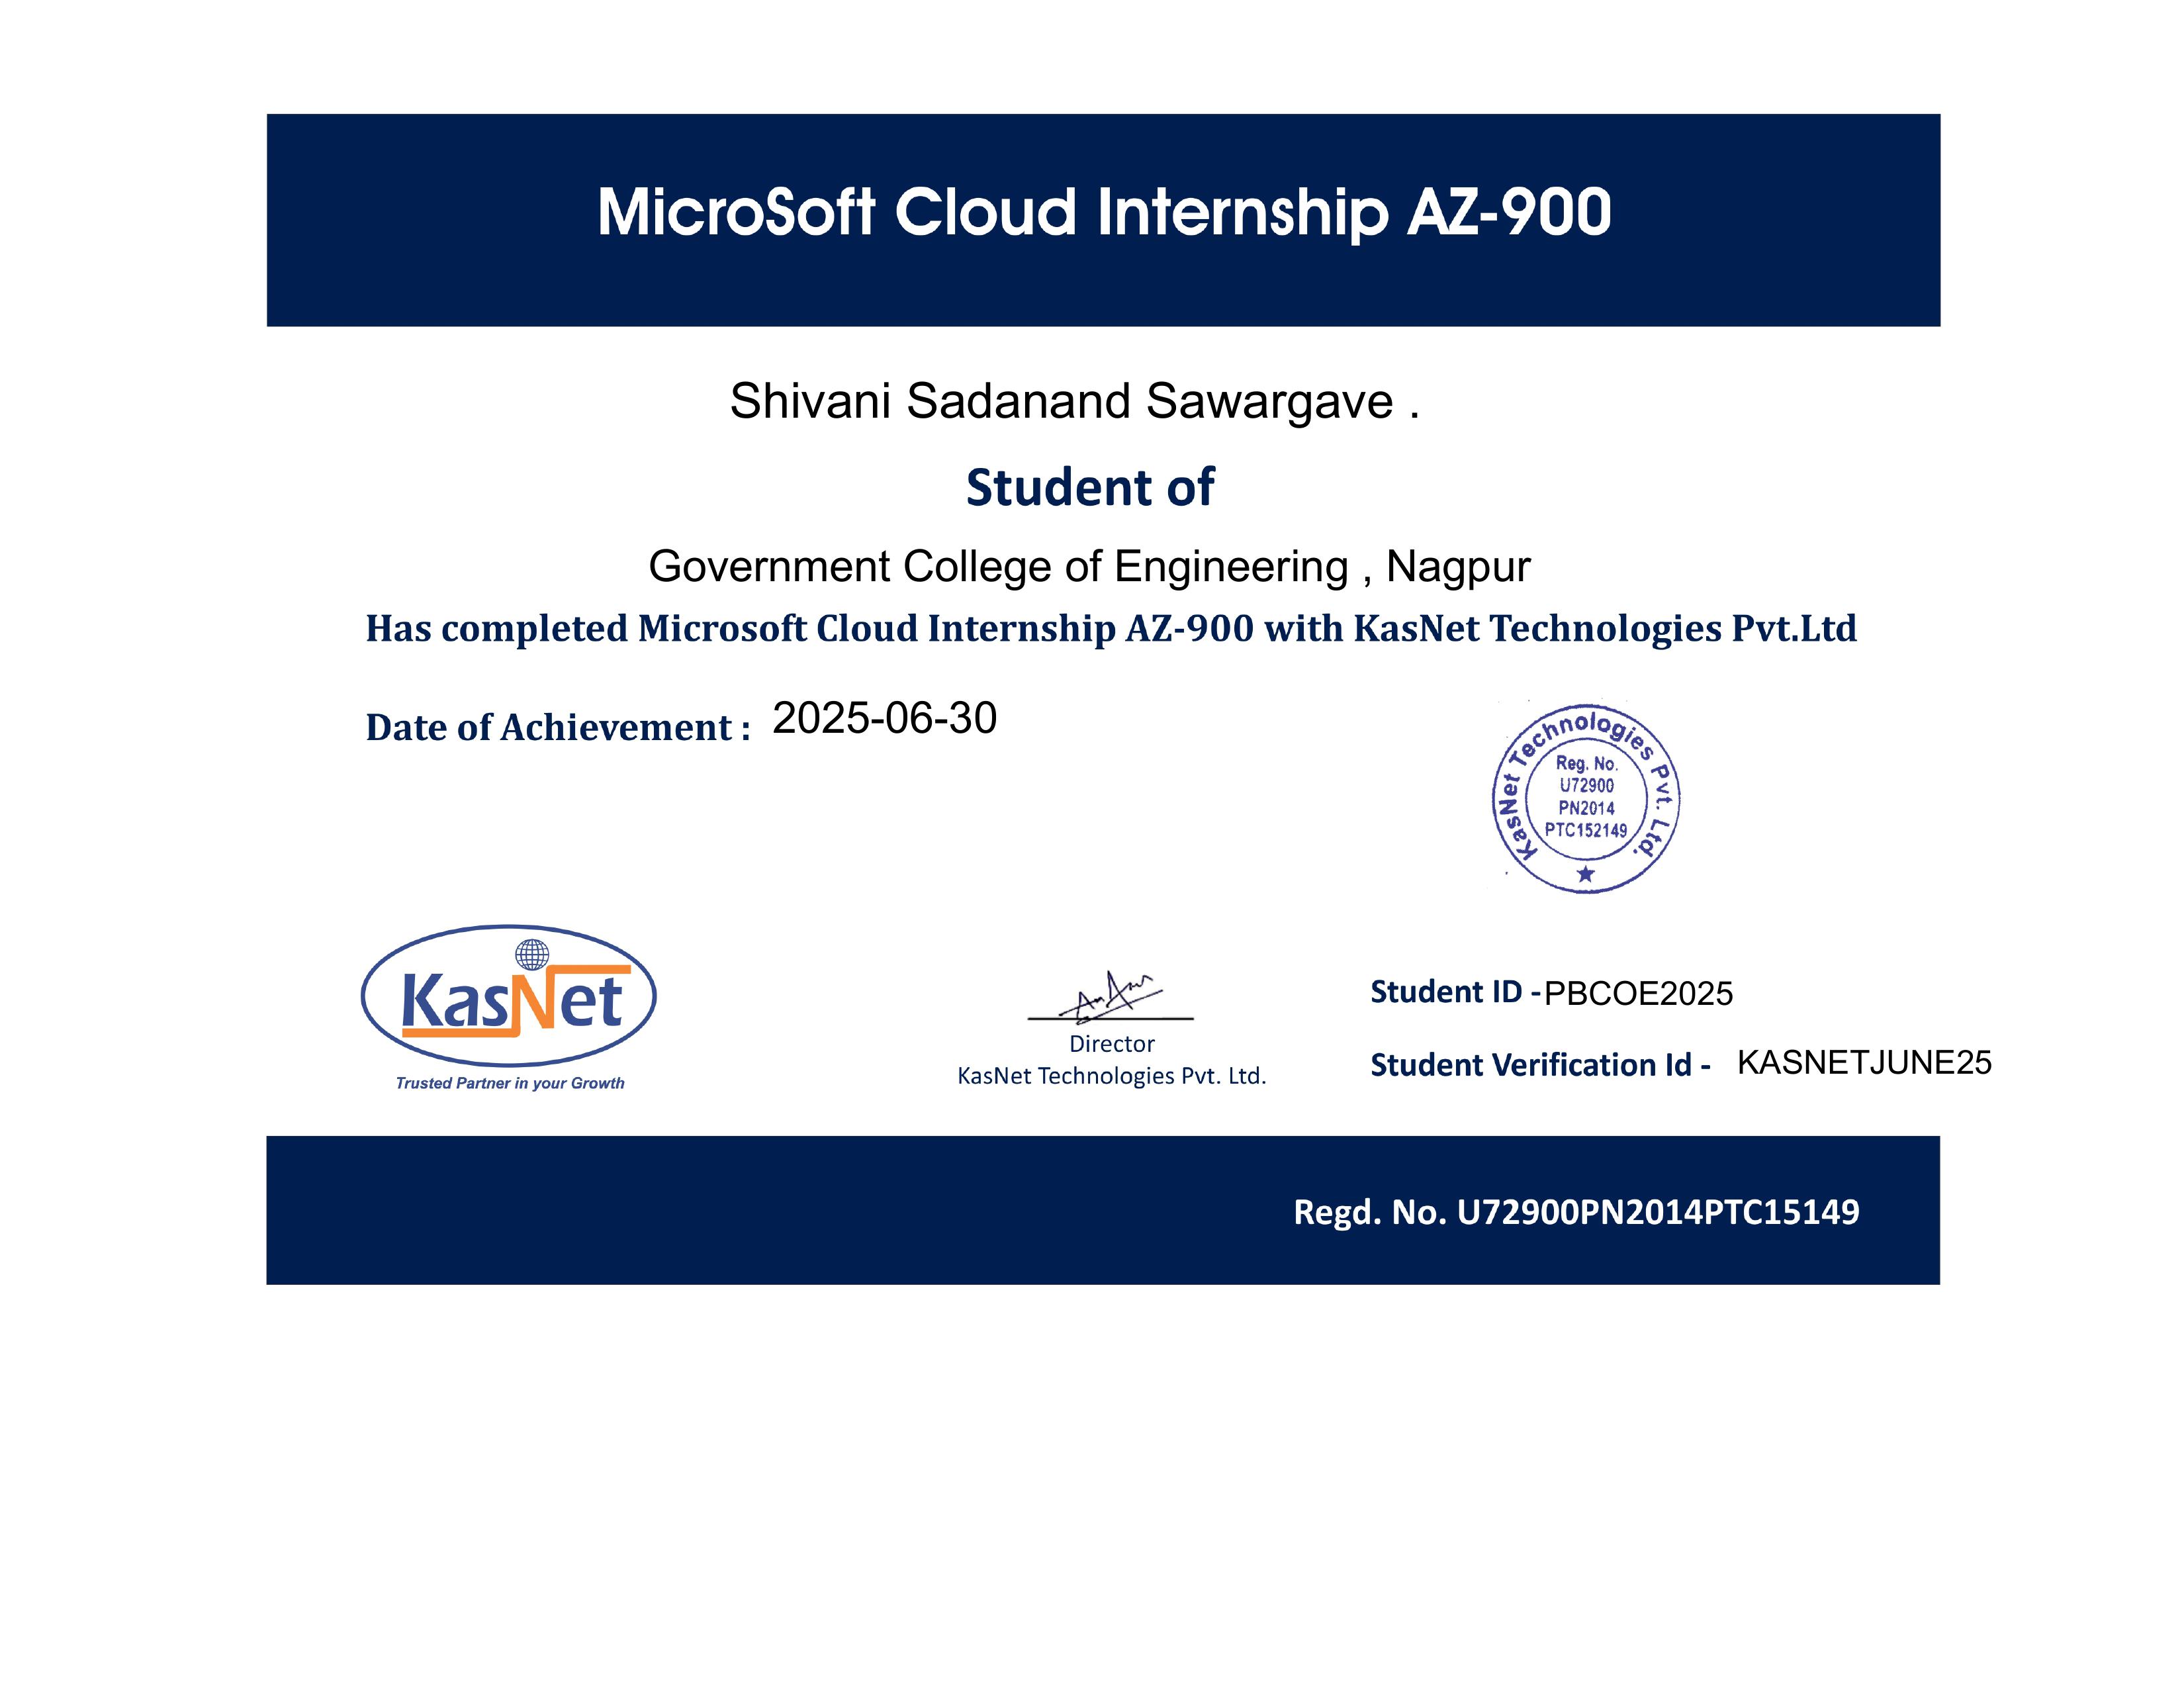 MicroSoft Cloud Internship AZ-900
Shivani Sadanand Sawargave .
Student of
Government College of Engineering , Nagpur
Has completed Microsoft Cloud Internship AZ-900 with KasNet Technologies Pvt.Ltd
Date of Achievement : 2025-06-30
KasNet Technologies Pvt. Ltd.
Reg. No.
U72900
PN2014
PTC152149
KasNet
Trusted Partner in your Growth
Director
KasNet Technologies Pvt. Ltd.
Student ID -PBCOE2025
Student Verification Id - KASNETJUNE25
Regd. No. U72900PN2014PTC15149